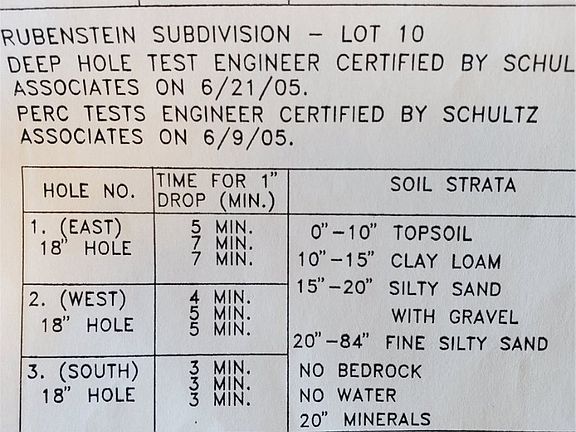 RUBENSTEIN SUBDIVISION - LOT 10
DEEP HOLE TEST ENGINEER CERTIFIED BY SCHUL
ASSOCIATES ON 6/21/05.
PERC TESTS ENGINEER CERTIFIED BY SCHULTZ
ASSOCIATES ON 6/9/05.
HOLE NO.
TIME FOR 1"
DROP (MIN.)
SOIL STRATA
1. (EAST)
18" HOLE
5 MIN.
7 MIN.
7 MIN.
2. (WEST)
18" HOLE
4 MIN.
5 MIN.
5 MIN.
3. (SOUTH)
18" HOLE
3 MIN.
3 MIN.
3 MIN.
0"-10" TOPSOIL
10"-15" CLAY LOAM
15"-20" SILTY SAND
WITH GRAVEL
20"-84" FINE SILTY SAND
NO BEDROCK
NO WATER
20" MINERALS